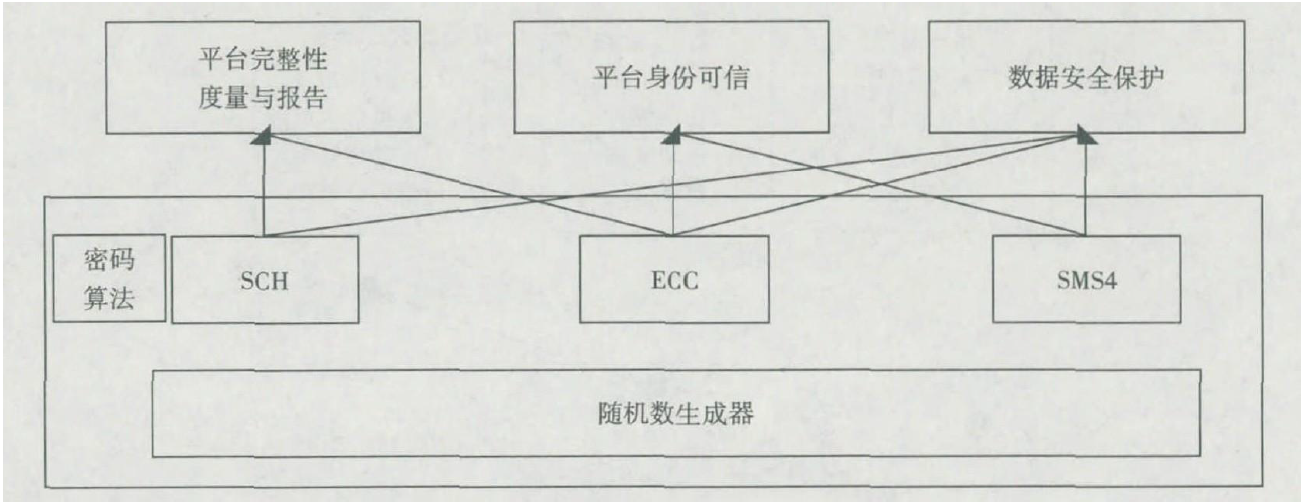 平台完整性
度量与报告
平台身份可信
数据安全保护
密码
算法
SCH
ECC
SMS4
随机数生成器